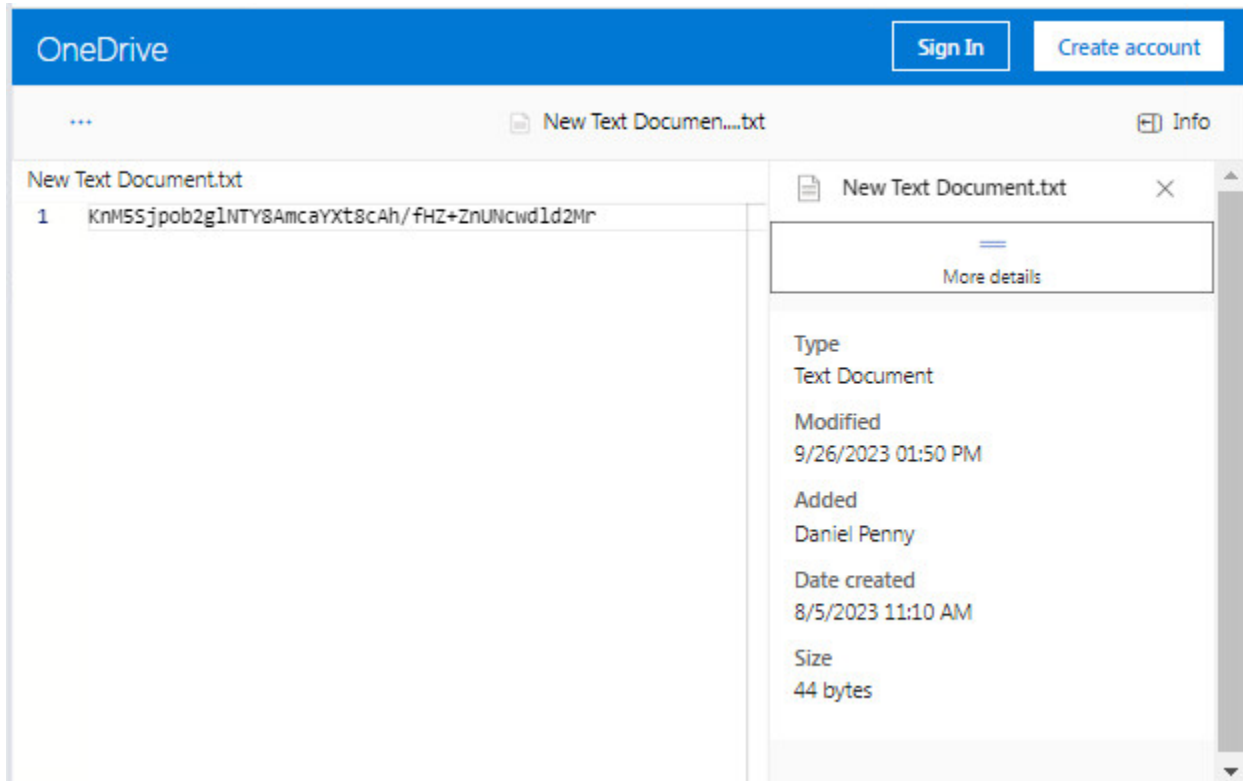 OneDrive
Sign In
Create account
...
New Text Documen....txt
Info
New Text Document.txt
1 KnM5Sjpob2glNTY8AmcaYXt8cAh/fHZ+ZnUNcwdld2Mr
New Text Document.txt
More details
Type
Text Document
Modified
9/26/2023 01:50 PM
Added
Daniel Penny
Date created
8/5/2023 11:10 AM
Size
44 bytes